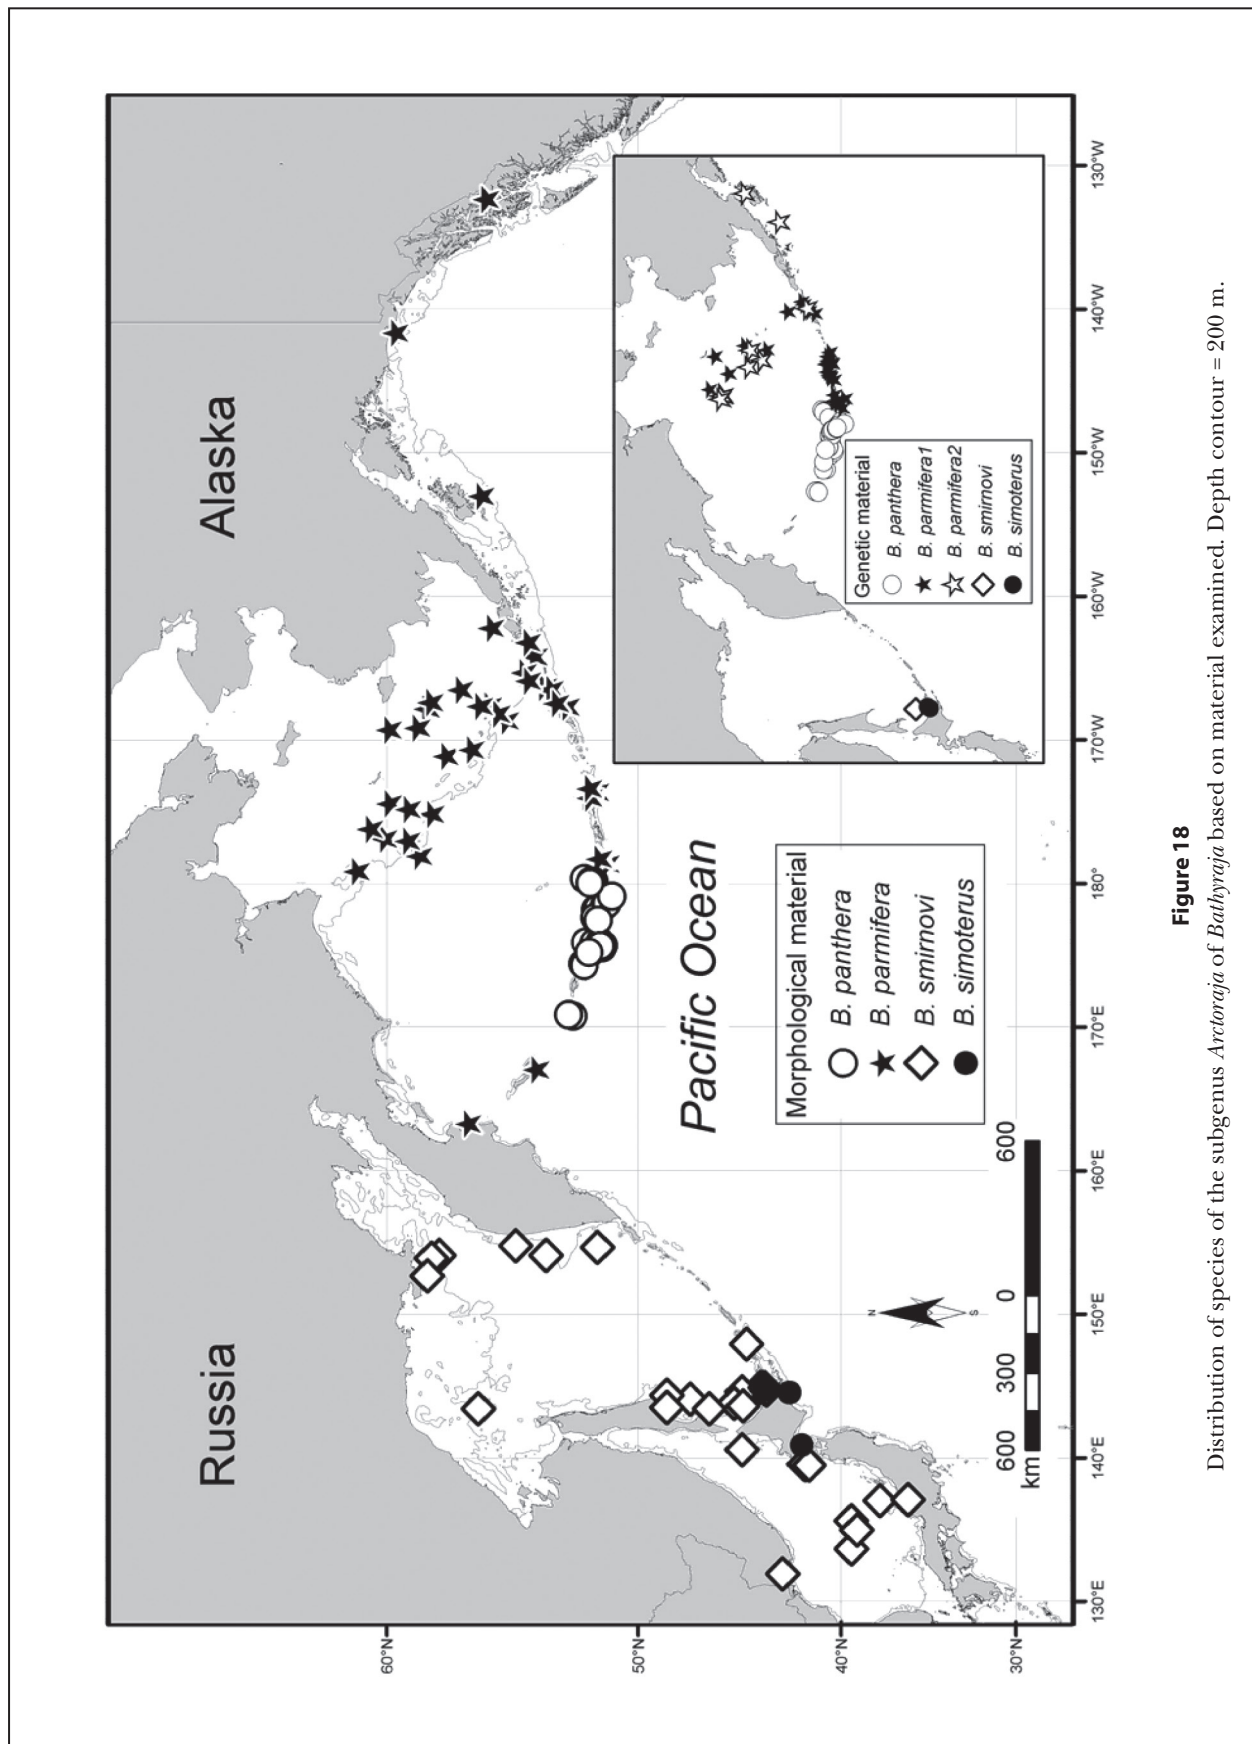 Russia
Alaska
Pacific Ocean
60°N
50°N
40°N
30°N
130°E
140°E
150°E
160°E
170°E
180°
170°W
160°W
150°W
140°W
130°W
N
S
600 300 0 600
km
Morphological material
B. panthera
B. parmifera
B. smirnovi
B. simoterus
Genetic material
B. panthera
B. parmifera1
B. parmifera2
B. smirnovi
B. simoterus
Figure 18
Distribution of species of the subgenus Arctoraja of Bathyraja based on material examined. Depth contour = 200 m.